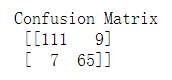 Confusion Matrix
[[111   9]
[  7  65]]